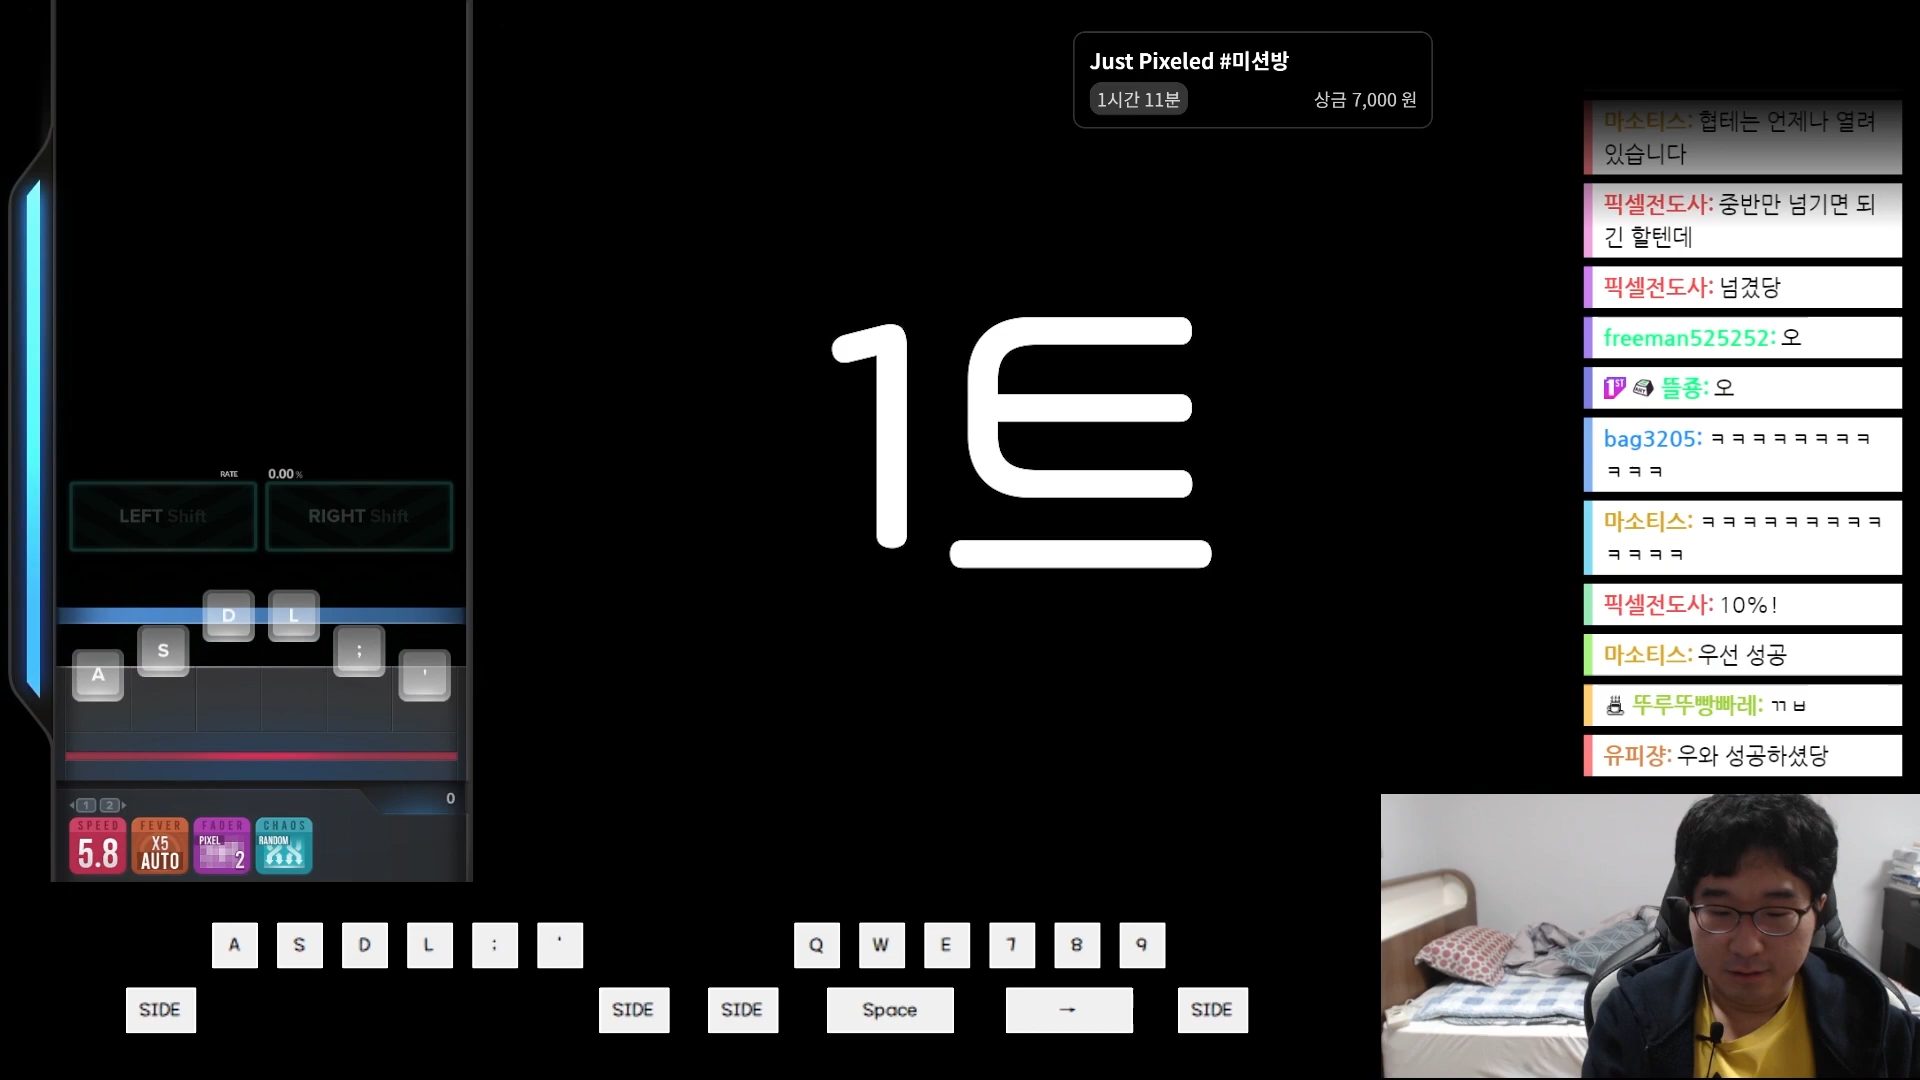 Just Pixeled #미션방
1시간 11분
상금 7,000 원
1트
마소티스: 협테는 언제나 열려
있습니다
픽셀전도사: 중반만 넘기면 되
긴 할텐데
픽셀전도사: 넘겼당
freeman525252: 오
1ST 뜰죵: 오
bag3205: ㅋㅋㅋㅋㅋㅋㅋㅋ
ㅋㅋㅋ
마소티스: ㅋㅋㅋㅋㅋㅋㅋㅋㅋ
ㅋㅋㅋㅋ
픽셀전도사: 10%!
마소티스: 우선 성공
뚜루뚜빵빠레: ㄲㅂ
유피쟝: 우와 성공하셨당
RATE 0.00 %
LEFT Shift RIGHT Shift
A S D L ; '
1 2
0
SPEED 5.8
FEVER X5 AUTO
FADER PIXEL 2
CHAOS RANDOM
A S D L ; ' Q W E 7 8 9
SIDE SIDE SIDE Space → SIDE